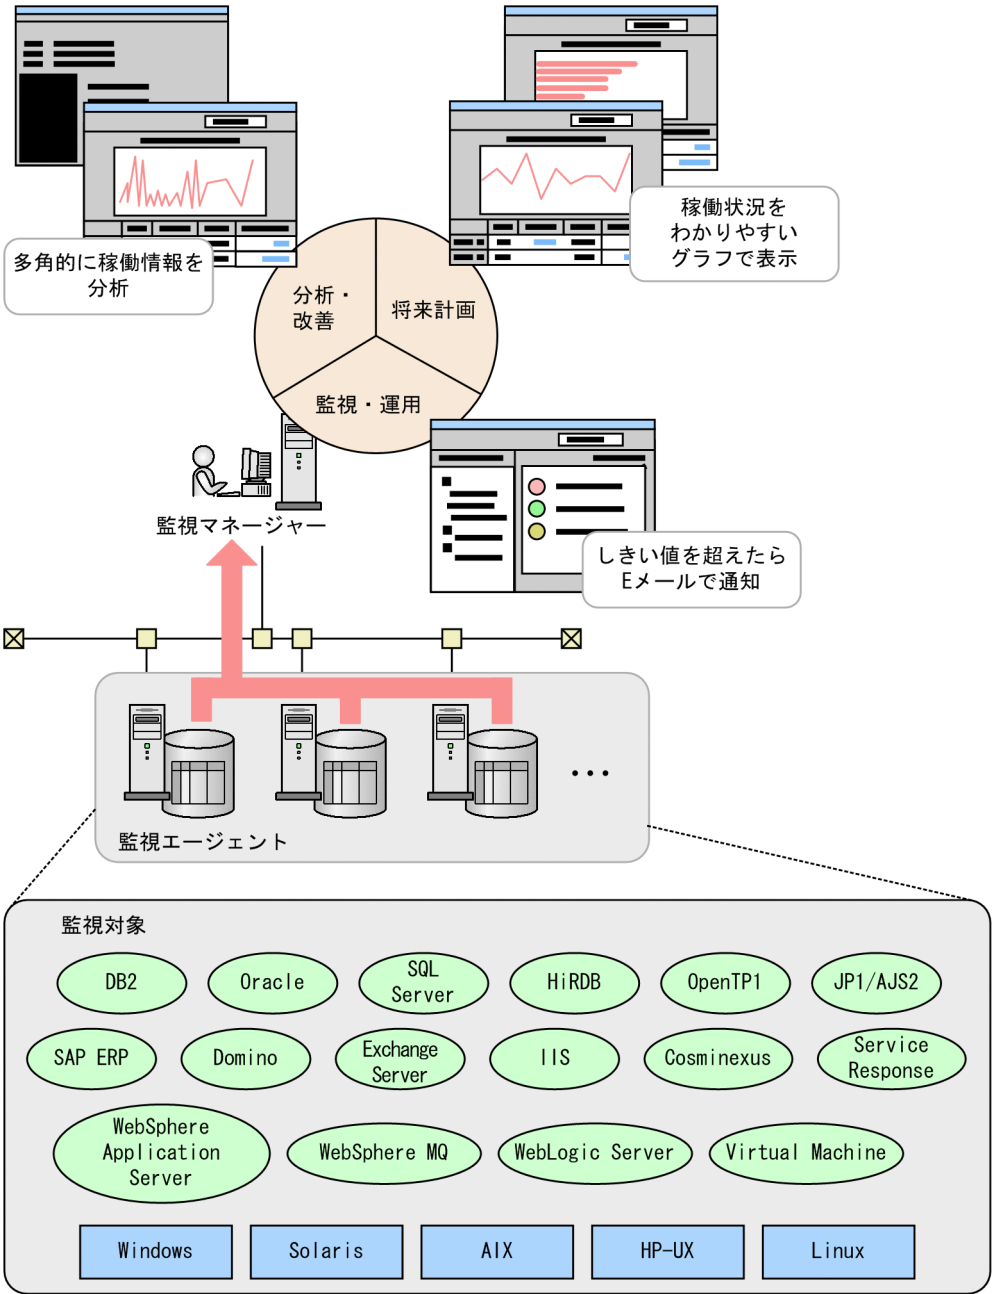 多角的に稼働情報を
分析
稼働状況を
わかりやすい
グラフで表示
分析・
改善
将来計画
監視・運用
監視マネージャー
しきい値を超えたら
Eメールで通知
監視エージェント
監視対象
DB2
Oracle
SQL
Server
HiRDB
OpenTP1
JP1/AJS2
SAP ERP
Domino
Exchange
Server
IIS
Cosminexus
Service
Response
WebSphere
Application
Server
WebSphere MQ
WebLogic Server
Virtual Machine
Windows
Solaris
AIX
HP-UX
Linux